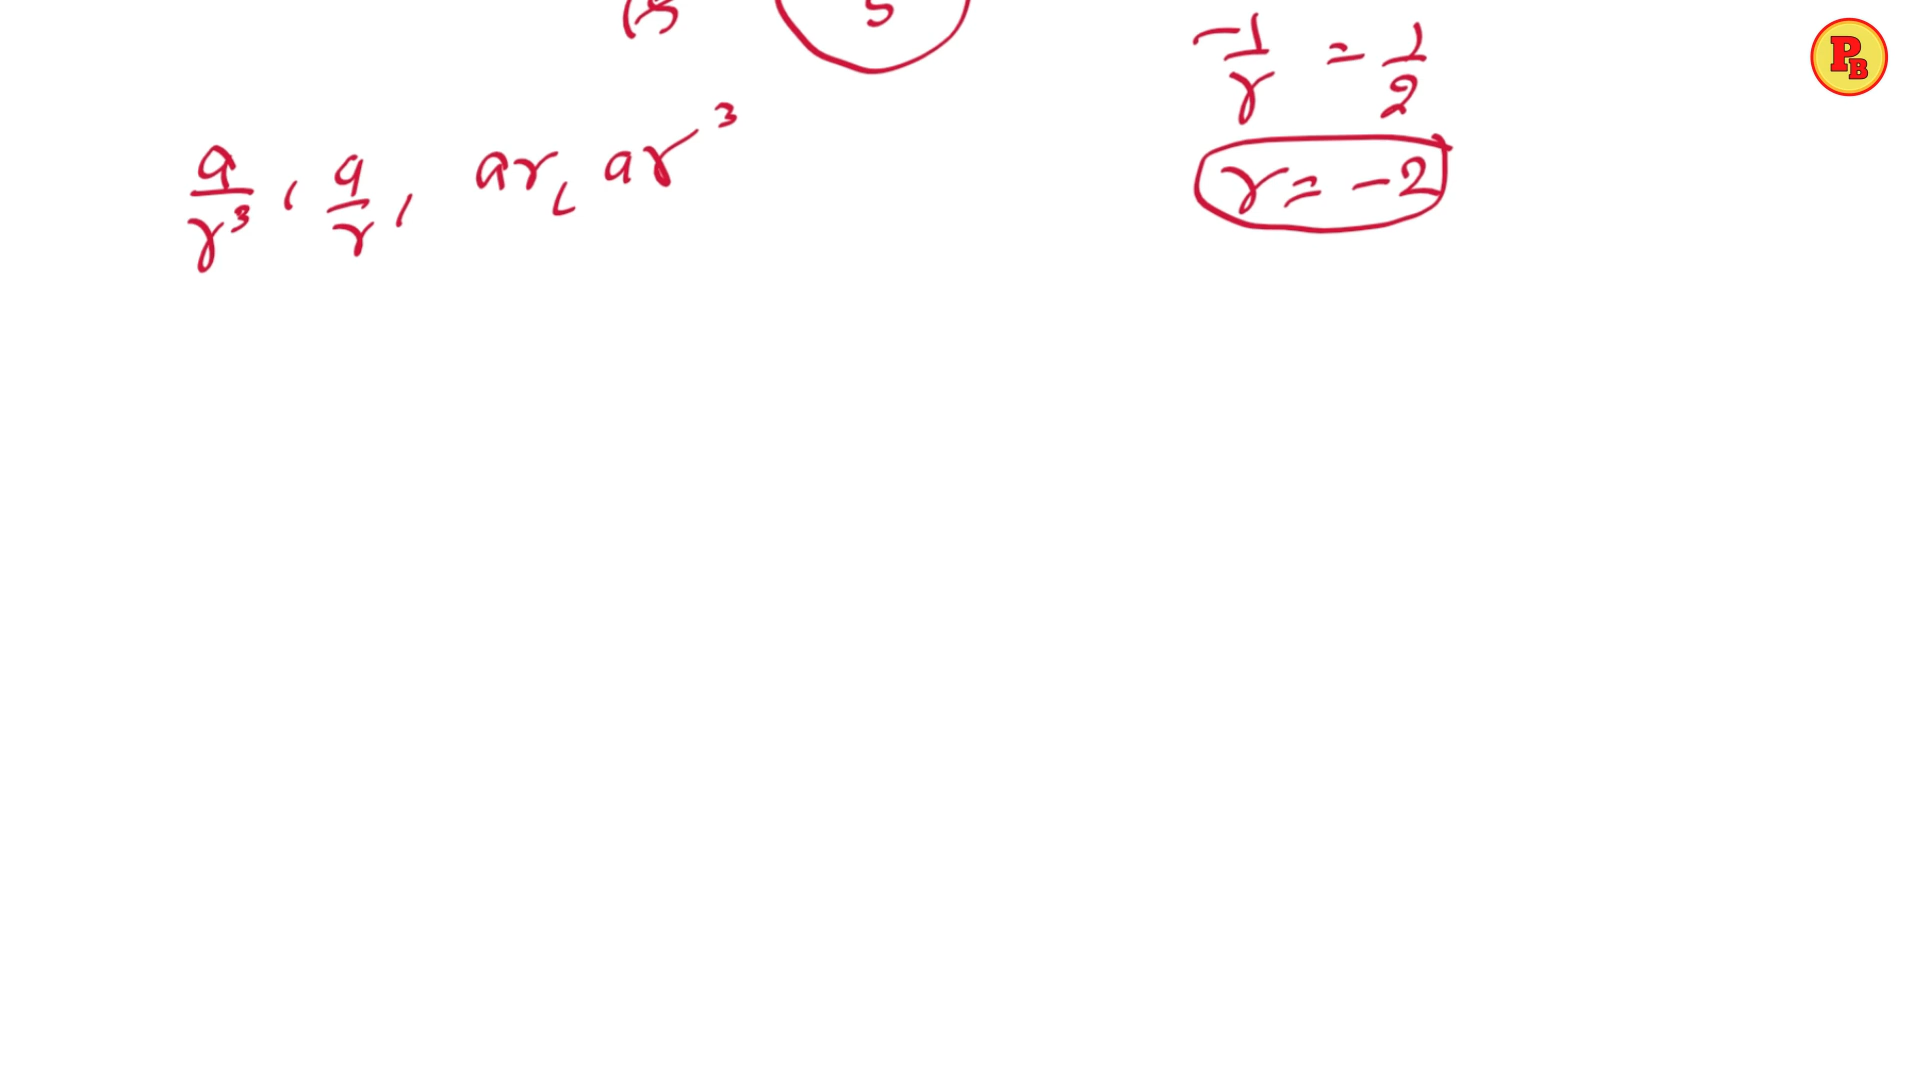 5
-1/r = 1/2
a/r³, a/r, ar, ar³
r = -2
PB